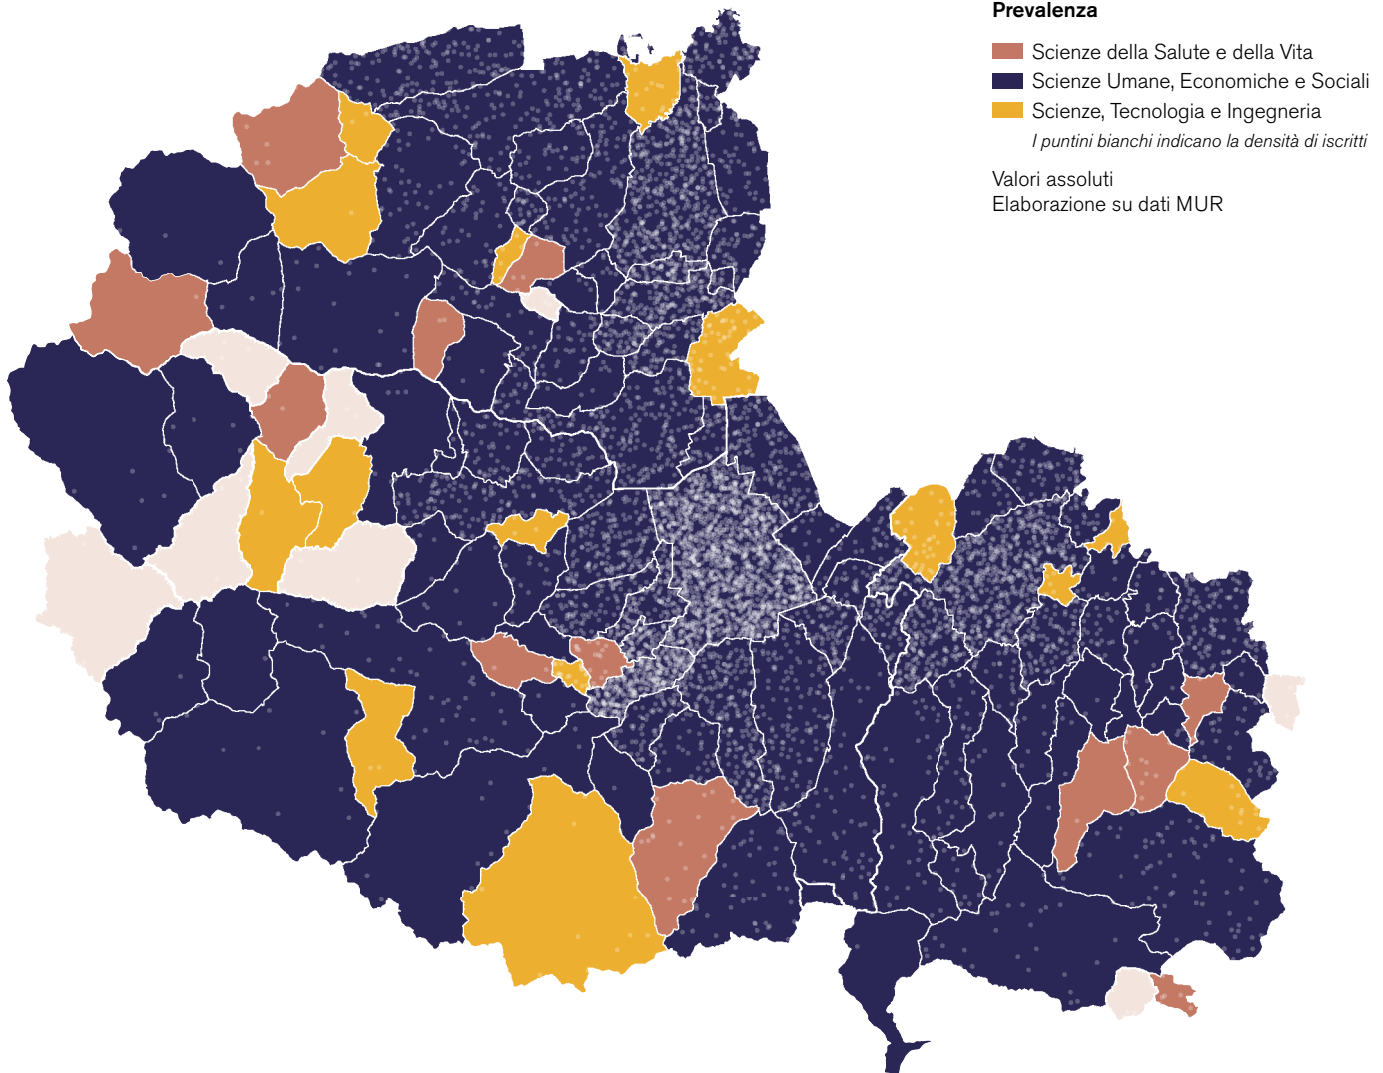 Prevalenza
Scienze della Salute e della Vita
Scienze Umane, Economiche e Sociali
Scienze, Tecnologia e Ingegneria
I puntini bianchi indicano la densità di iscritti
Valori assoluti
Elaborazione su dati MUR